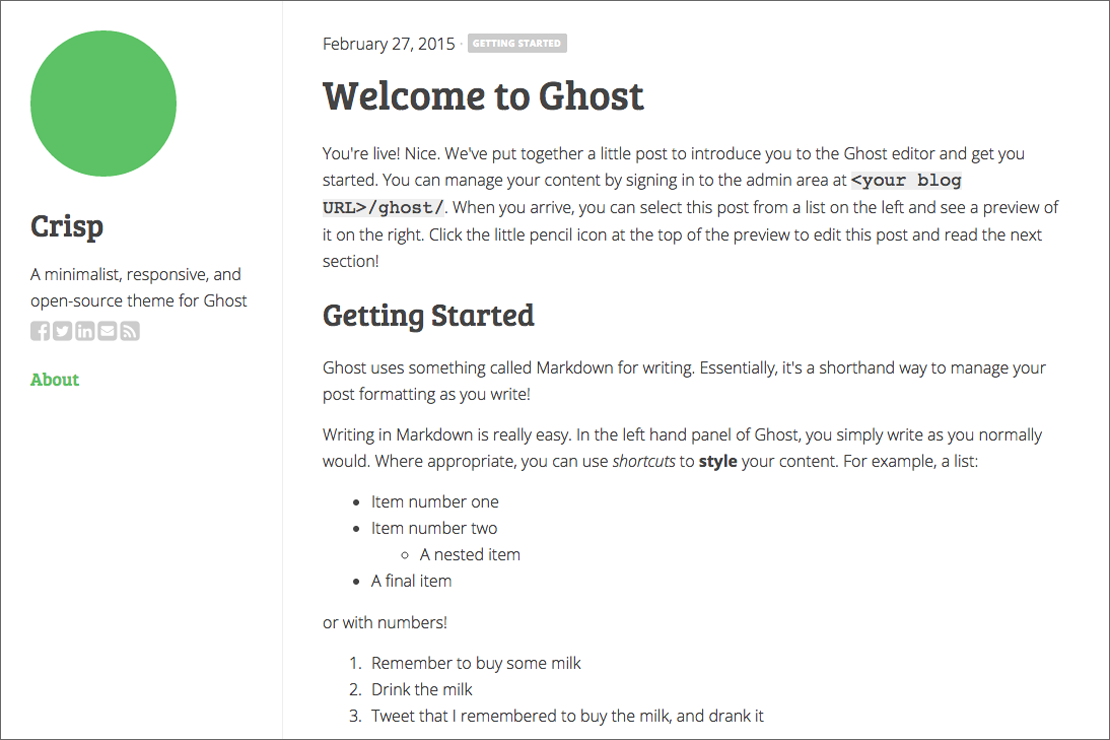 Crisp
A minimalist, responsive, and
open-source theme for Ghost
About
February 27, 2015 · GETTING STARTED
Welcome to Ghost
You're live! Nice. We've put together a little post to introduce you to the Ghost editor and get you
started. You can manage your content by signing in to the admin area at <your blog
URL>/ghost/. When you arrive, you can select this post from a list on the left and see a preview of
it on the right. Click the little pencil icon at the top of the preview to edit this post and read the next
section!
Getting Started
Ghost uses something called Markdown for writing. Essentially, it's a shorthand way to manage your
post formatting as you write!
Writing in Markdown is really easy. In the left hand panel of Ghost, you simply write as you normally
would. Where appropriate, you can use shortcuts to style your content. For example, a list:
• Item number one
• Item number two
◦ A nested item
• A final item
or with numbers!
1. Remember to buy some milk
2. Drink the milk
3. Tweet that I remembered to buy the milk, and drank it